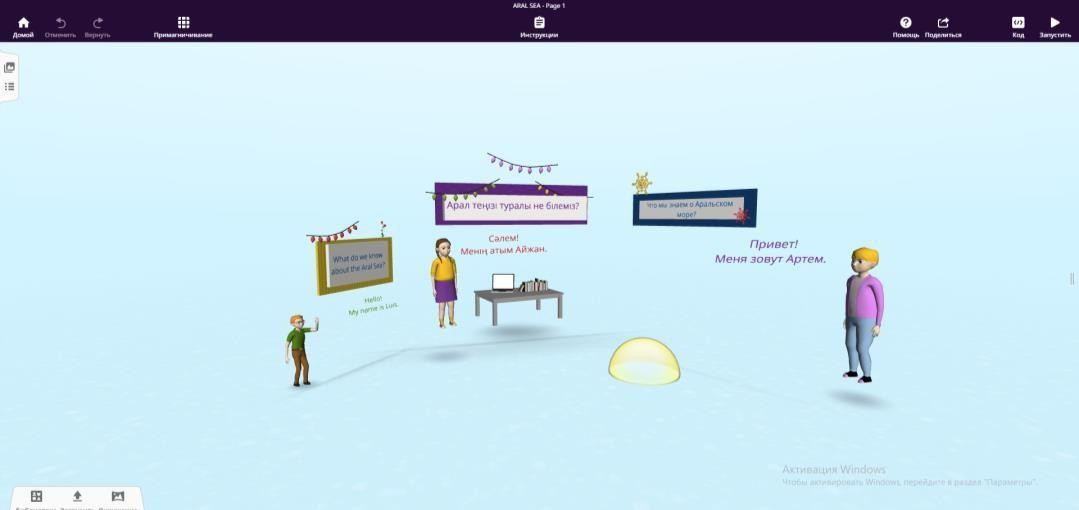 ARAL SEA - Page 1
Домой
Отменить
Вернуть
Примагничивание
Инструкции
Помощь
Поделиться
Код
Запустить
What do we know
about the Aral Sea?
Арал теңізі туралы не білеміз?
Что мы знаем о Аральском
море?
Hello!
My name is Luis.
Сәлем!
Менің атым Айжан.
Привет!
Меня зовут Артем.
Активация Windows
Чтобы активировать Windows, перейдите в раздел "Параметры".